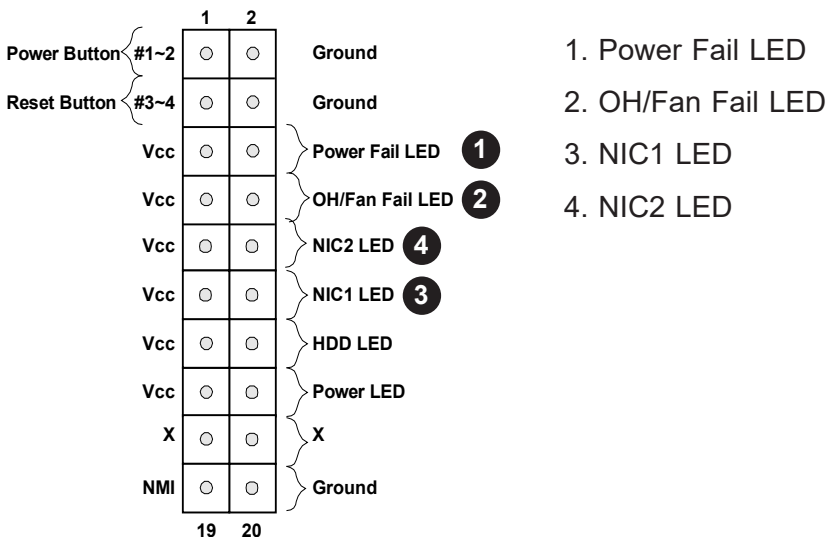 1 2
Power Button #1~2 Ground
Reset Button #3~4 Ground
Vcc Power Fail LED 1
Vcc OH/Fan Fail LED 2
Vcc NIC2 LED 4
Vcc NIC1 LED 3
Vcc HDD LED
Vcc Power LED
X X
NMI Ground
19 20
1. Power Fail LED
2. OH/Fan Fail LED
3. NIC1 LED
4. NIC2 LED